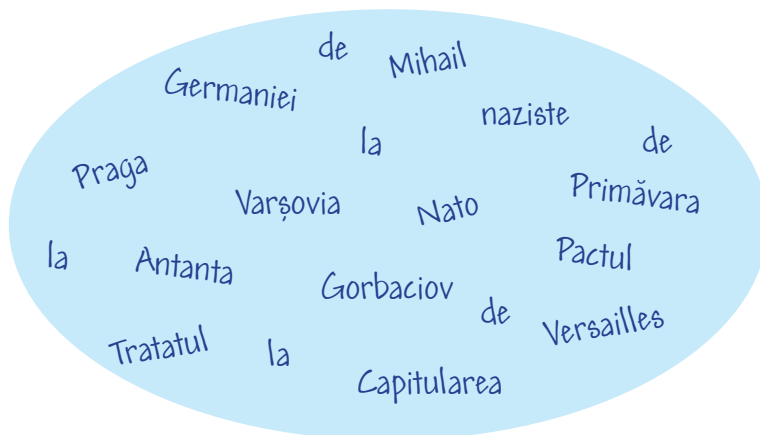 de
Mihail
Germaniei
naziste
la
de
Praga
Primăvara
Varșovia
Nato
la
Antanta
Pactul
Gorbaciov
de
Versailles
Tratatul
la
Capitularea